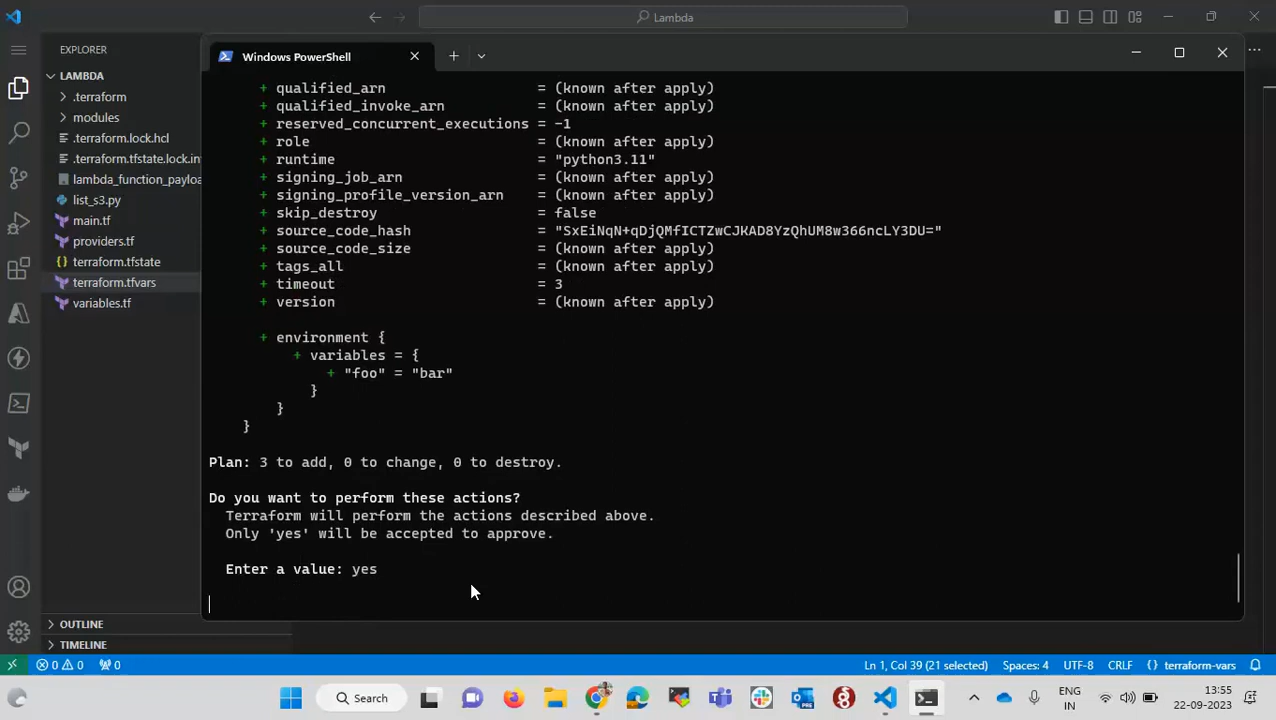 Lambda
EXPLORER
LAMBDA
.terraform
modules
.terraform.lock.hcl
.terraform.tfstate.lock.in
lambda_function_paylo
list_s3.py
main.tf
providers.tf
terraform.tfstate
terraform.tfvars
variables.tf
OUTLINE
TIMELINE
Windows PowerShell
+ qualified_arn = (known after apply)
+ qualified_invoke_arn = (known after apply)
+ reserved_concurrent_executions = -1
+ role = (known after apply)
+ runtime = "python3.11"
+ signing_job_arn = (known after apply)
+ signing_profile_version_arn = (known after apply)
+ skip_destroy = false
+ source_code_hash = "SxEiNqN+qDjQMfICTZwCJKAD8YzQhUM8w366ncLY3DU="
+ source_code_size = (known after apply)
+ tags_all = (known after apply)
+ timeout = 3
+ version = (known after apply)
+ environment {
+ variables = {
+ "foo" = "bar"
}
}
}
Plan: 3 to add, 0 to change, 0 to destroy.
Do you want to perform these actions?
Terraform will perform the actions described above.
Only 'yes' will be accepted to approve.
Enter a value: yes
0 0 0 Ln 1, Col 39 (21 selected) Spaces: 4 UTF-8 CRLF {} terraform-vars
Search
ENG
IN
13:55
22-09-2023